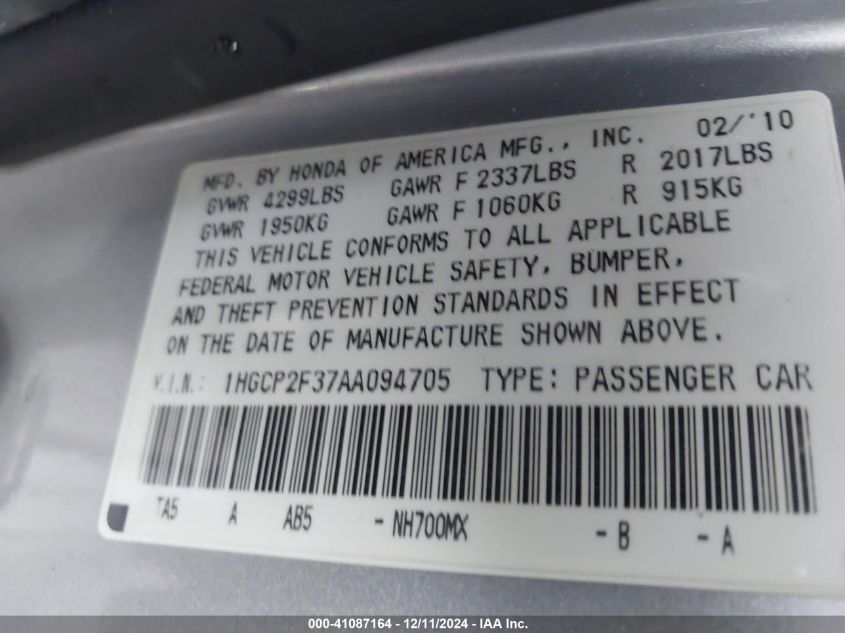 MFD. BY HONDA OF AMERICA MFG., INC. 02/'10
GVWR 4299LBS GAWR F 2337LBS R 2017LBS
GVWR 1950KG GAWR F 1060KG R 915KG
THIS VEHICLE CONFORMS TO ALL APPLICABLE
FEDERAL MOTOR VEHICLE SAFETY, BUMPER,
AND THEFT PREVENTION STANDARDS IN EFFECT
ON THE DATE OF MANUFACTURE SHOWN ABOVE.
V.I.N.: 1HGCP2F37AA094705 TYPE: PASSENGER CAR
TA5 A AB5 - NH700MX - B - A
000-41087164 - 12/11/2024 - IAA Inc.